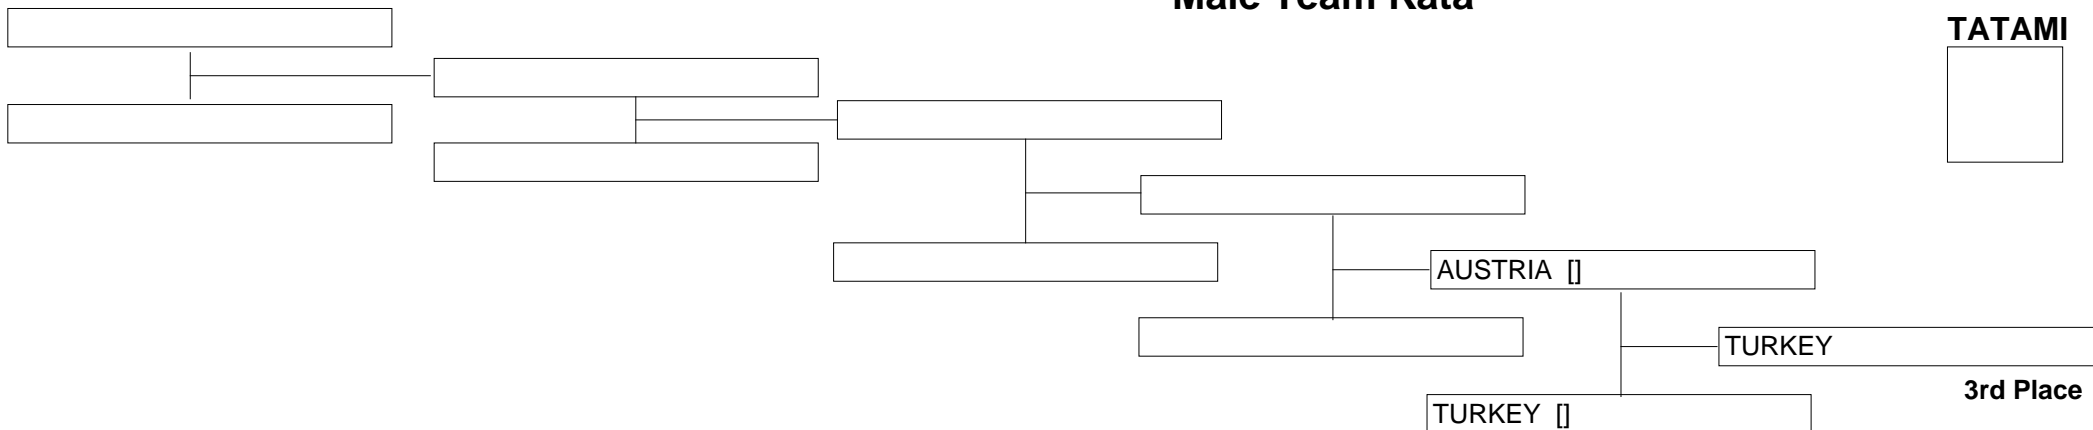 Male Team Kata
TATAMI
AUSTRIA []
TURKEY
3rd Place
TURKEY []